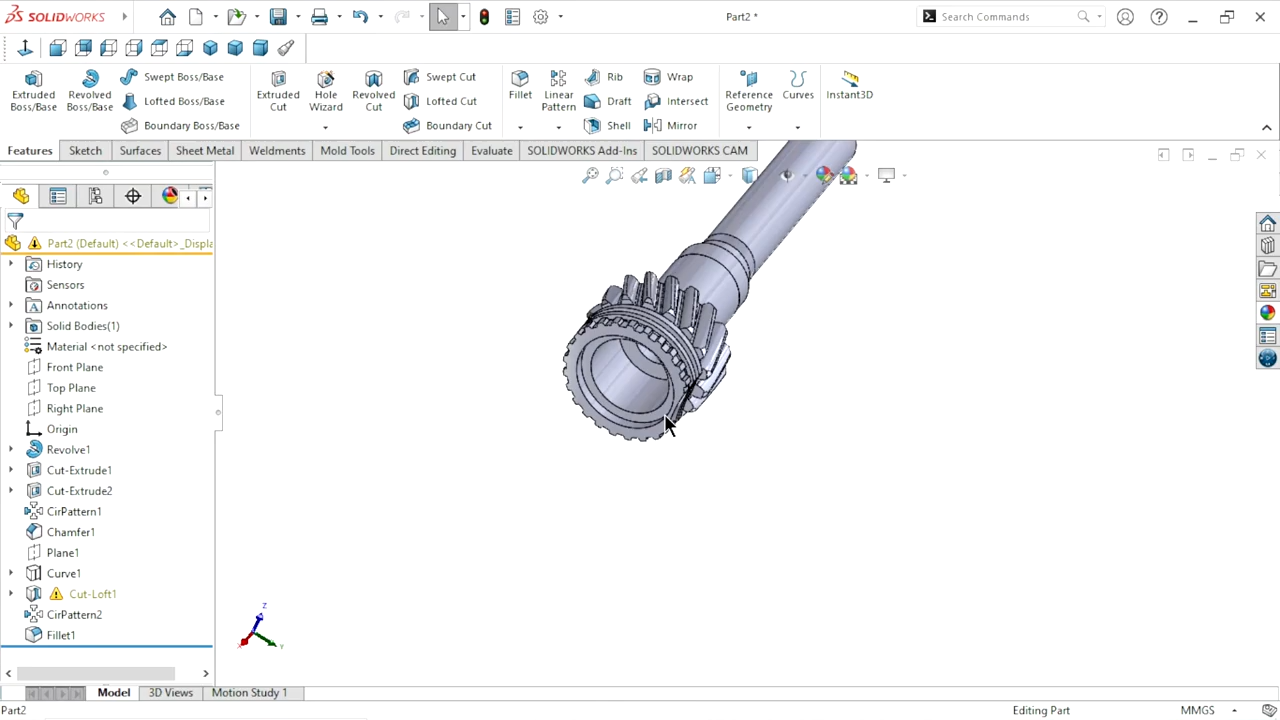 SOLIDWORKS
Part2 *
Search Commands
Extruded Boss/Base
Revolved Boss/Base
Swept Boss/Base
Lofted Boss/Base
Boundary Boss/Base
Extruded Cut
Hole Wizard
Revolved Cut
Swept Cut
Lofted Cut
Boundary Cut
Fillet
Linear Pattern
Rib
Draft
Shell
Wrap
Intersect
Mirror
Reference Geometry
Curves
Instant3D
Features
Sketch
Surfaces
Sheet Metal
Weldments
Mold Tools
Direct Editing
Evaluate
SOLIDWORKS Add-Ins
SOLIDWORKS CAM
Part2 (Default) <<Default>_Displa
History
Sensors
Annotations
Solid Bodies(1)
Material <not specified>
Front Plane
Top Plane
Right Plane
Origin
Revolve1
Cut-Extrude1
Cut-Extrude2
CirPattern1
Chamfer1
Plane1
Curve1
Cut-Loft1
CirPattern2
Fillet1
Z
X
Y
Model
3D Views
Motion Study 1
Part2
Editing Part
MMGS